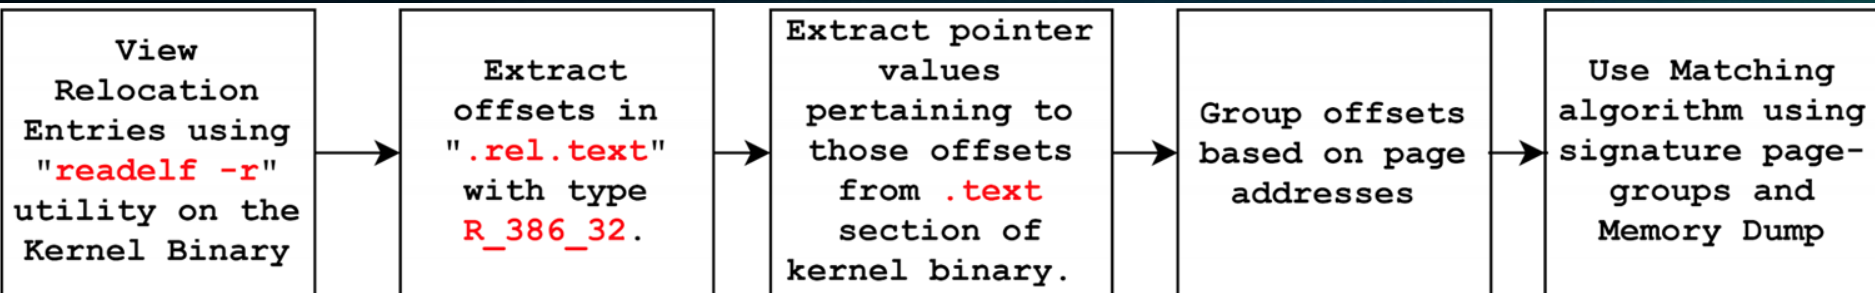 View
Relocation
Entries using
"readelf -r"
utility on the
Kernel Binary
Extract
offsets in
".rel.text"
with type
R_386_32.
Extract pointer
values
pertaining to
those offsets
from .text
section of
kernel binary.
Group offsets
based on page
addresses
Use Matching
algorithm using
signature page-
groups and
Memory Dump